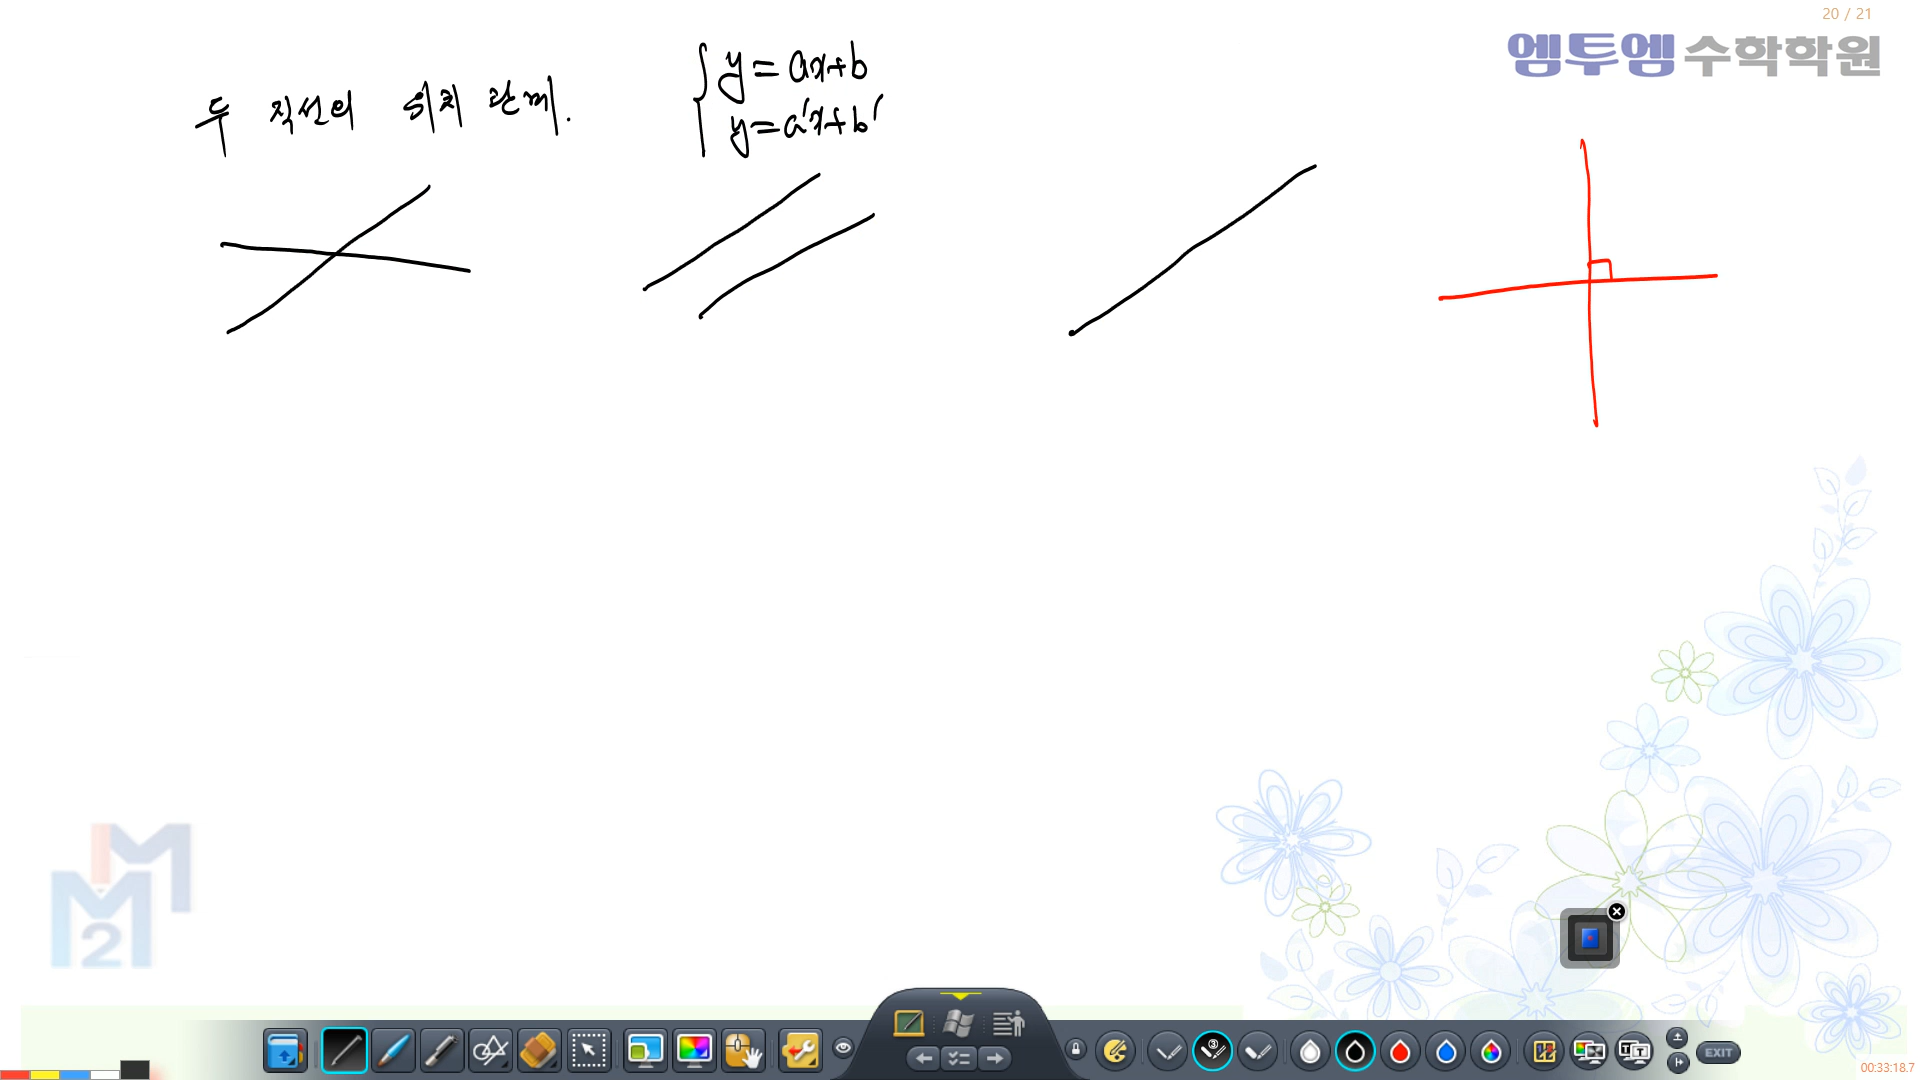 20 / 21
엠투엠 수학학원
두 직선의 위치 관계.
y=ax+b
y=a'x+b'
M
M
2
EXIT
00:33:18.7